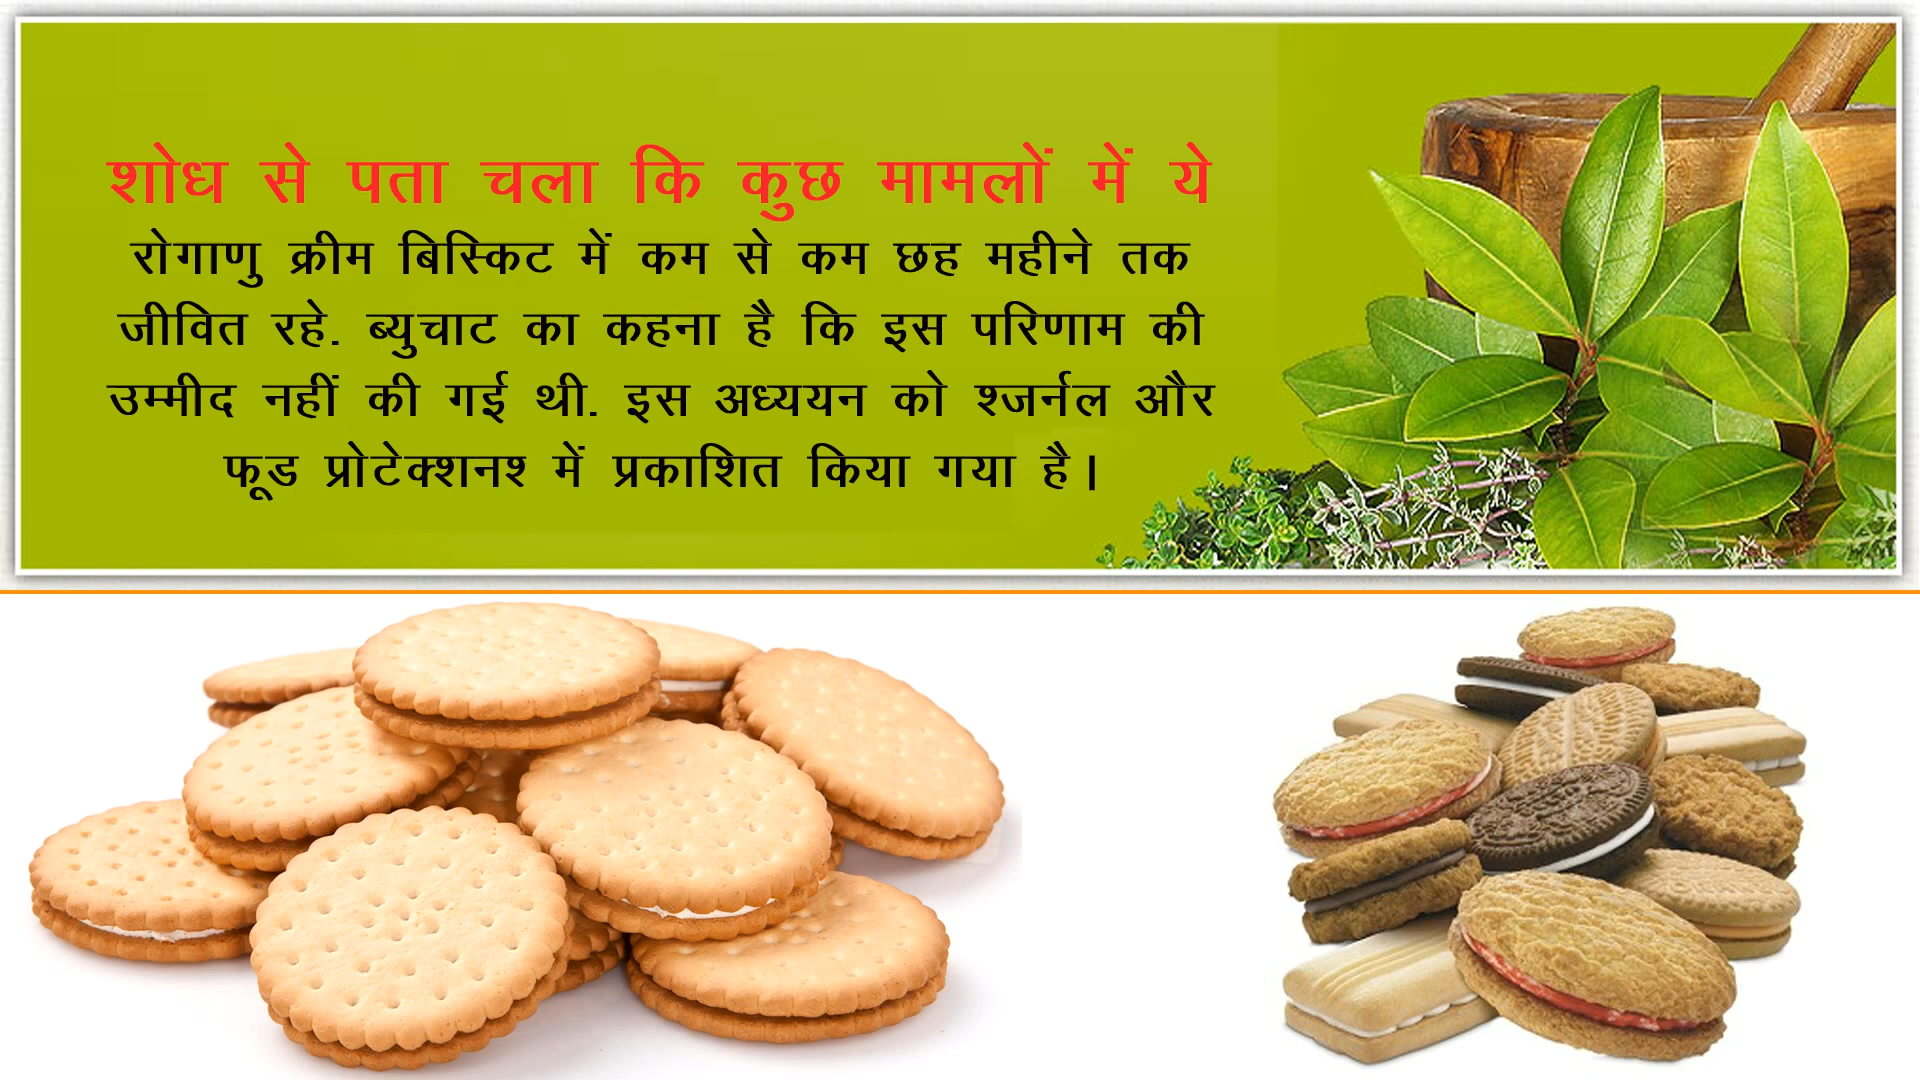 शोध से पता चला कि कुछ मामलों में ये
रोगाणु क्रीम बिस्किट में कम से कम छह महीने तक
जीवित रहे. ब्युचाट का कहना है कि इस परिणाम की
उम्मीद नहीं की गई थी. इस अध्ययन को श्जर्नल और
फूड प्रोटेक्शनश् में प्रकाशित किया गया है।